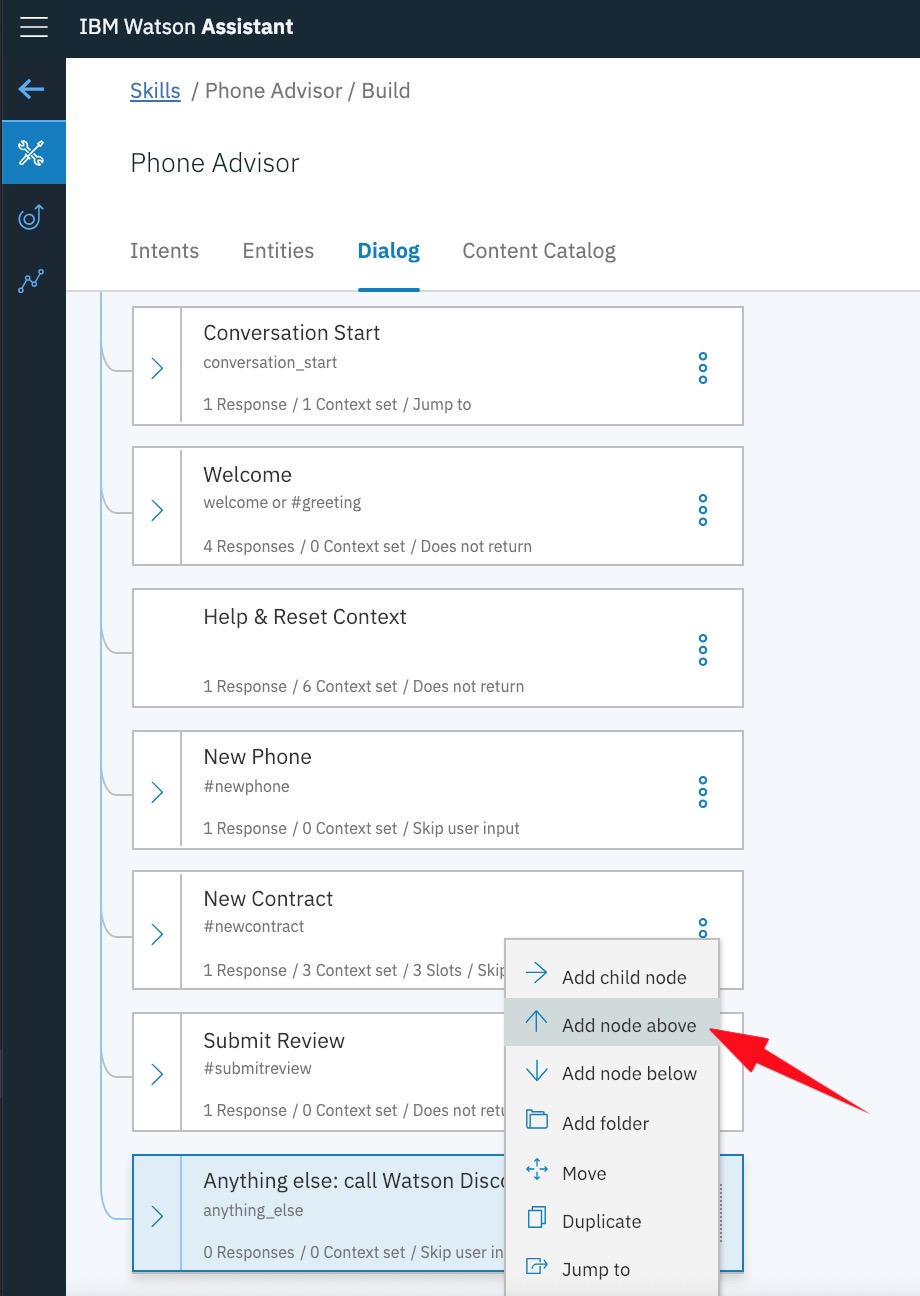 IBM Watson Assistant
Skills / Phone Advisor / Build
Phone Advisor
Intents Entities Dialog Content Catalog
Conversation Start
conversation_start
1 Response / 1 Context set / Jump to
Welcome
welcome or #greeting
4 Responses / 0 Context set / Does not return
Help & Reset Context
1 Response / 6 Context set / Does not return
New Phone
#newphone
1 Response / 0 Context set / Skip user input
New Contract
#newcontract
1 Response / 3 Context set / 3 Slots / Skip
Submit Review
#submitreview
1 Response / 0 Context set / Does not
Anything else: call Watson
anything_else
0 Responses / 0 Context set / Skip user
Add child node
Add node above
Add node below
Add folder
Move
Duplicate
Jump to